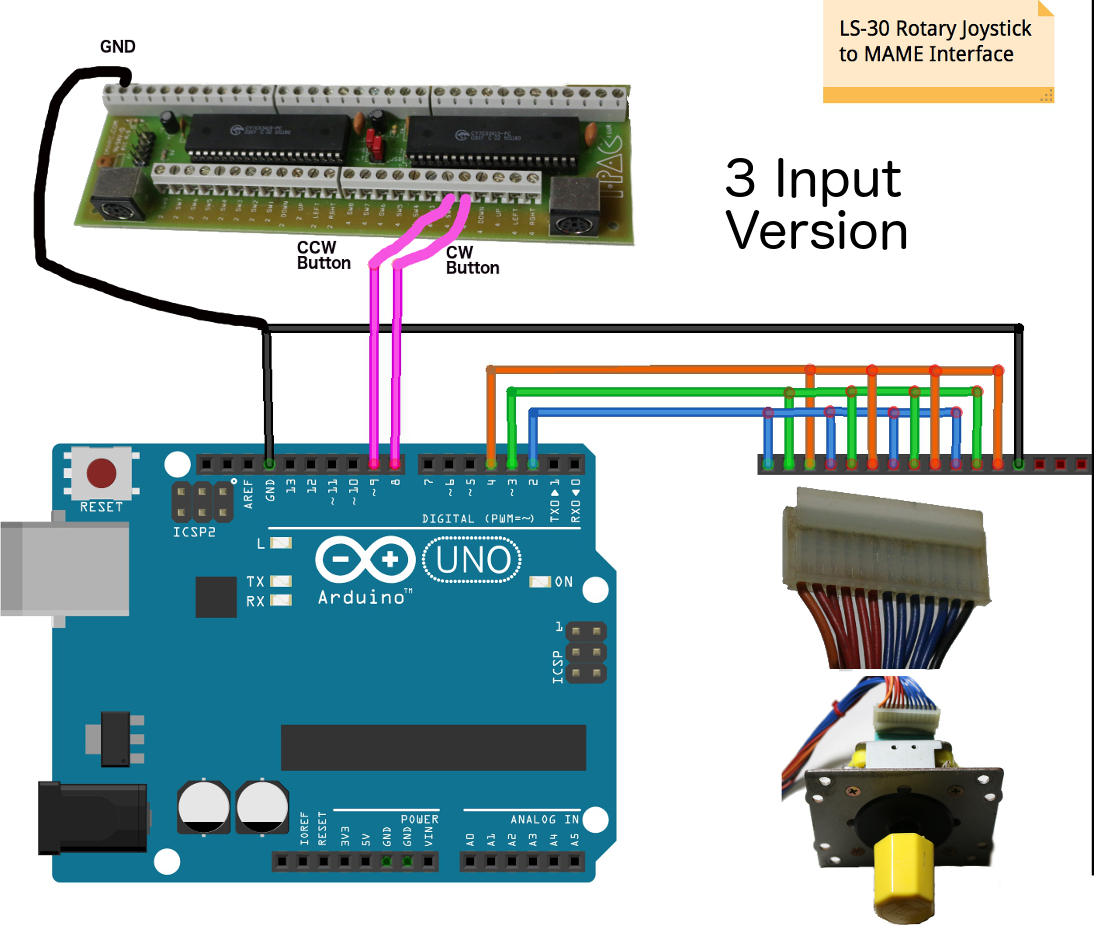 LS-30 Rotary Joystick
to MAME Interface
GND
3 Input
Version
CCW
Button
CW
Button
RESET
ICSP2
AREF
GND
13
12
~11
~10
~9
8
7
~6
~5
4
~3
2
TX0▶1
RX0◀0
DIGITAL (PWM=~)
L
TX
RX
UNO
Arduino™
ON
1
ICSP
IOREF
RESET
3V3
5V
GND
GND
VIN
POWER
ANALOG IN
A0
A1
A2
A3
A4
A5